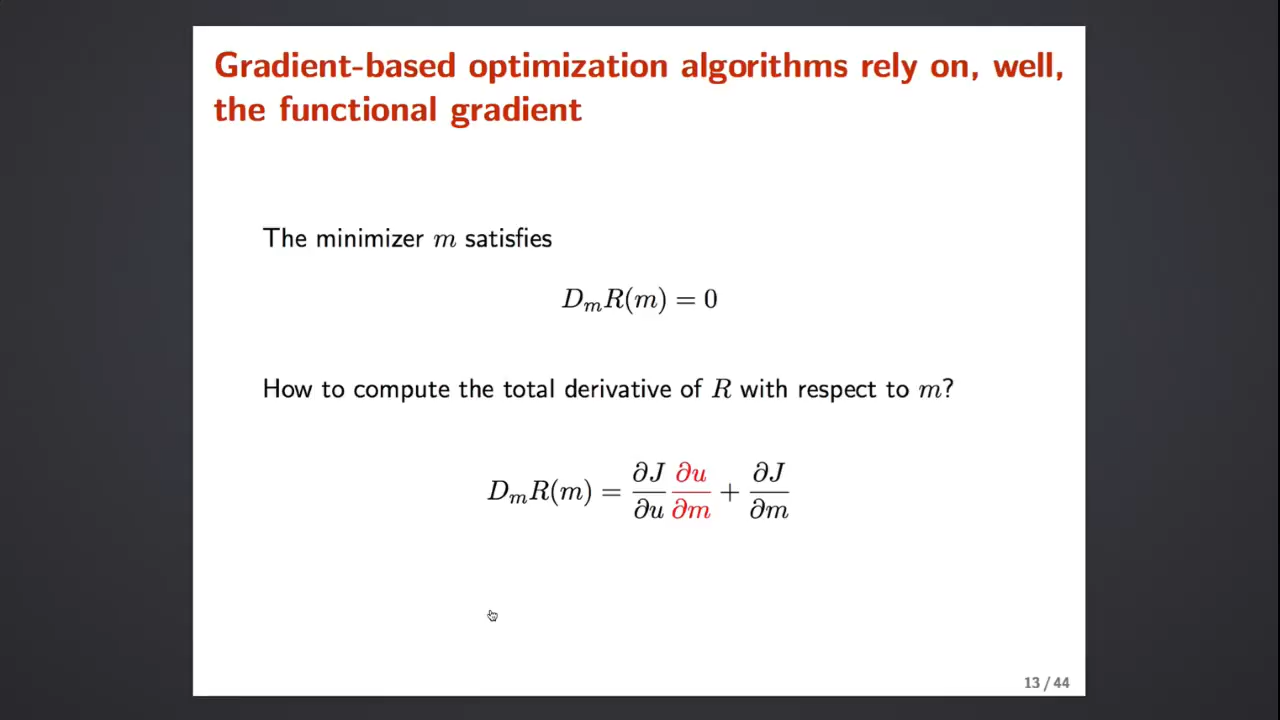 Gradient-based optimization algorithms rely on, well,
the functional gradient
The minimizer m satisfies
D_m R(m) = 0
How to compute the total derivative of R with respect to m?
D_m R(m) = ∂J/∂u ∂u/∂m + ∂J/∂m
13 / 44